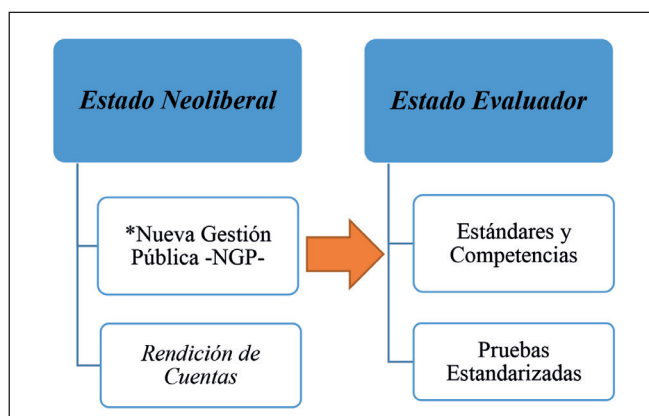 Estado Neoliberal
*Nueva Gestión
Pública -NGP-
Rendición de
Cuentas
Estado Evaluador
Estándares y
Competencias
Pruebas
Estandarizadas